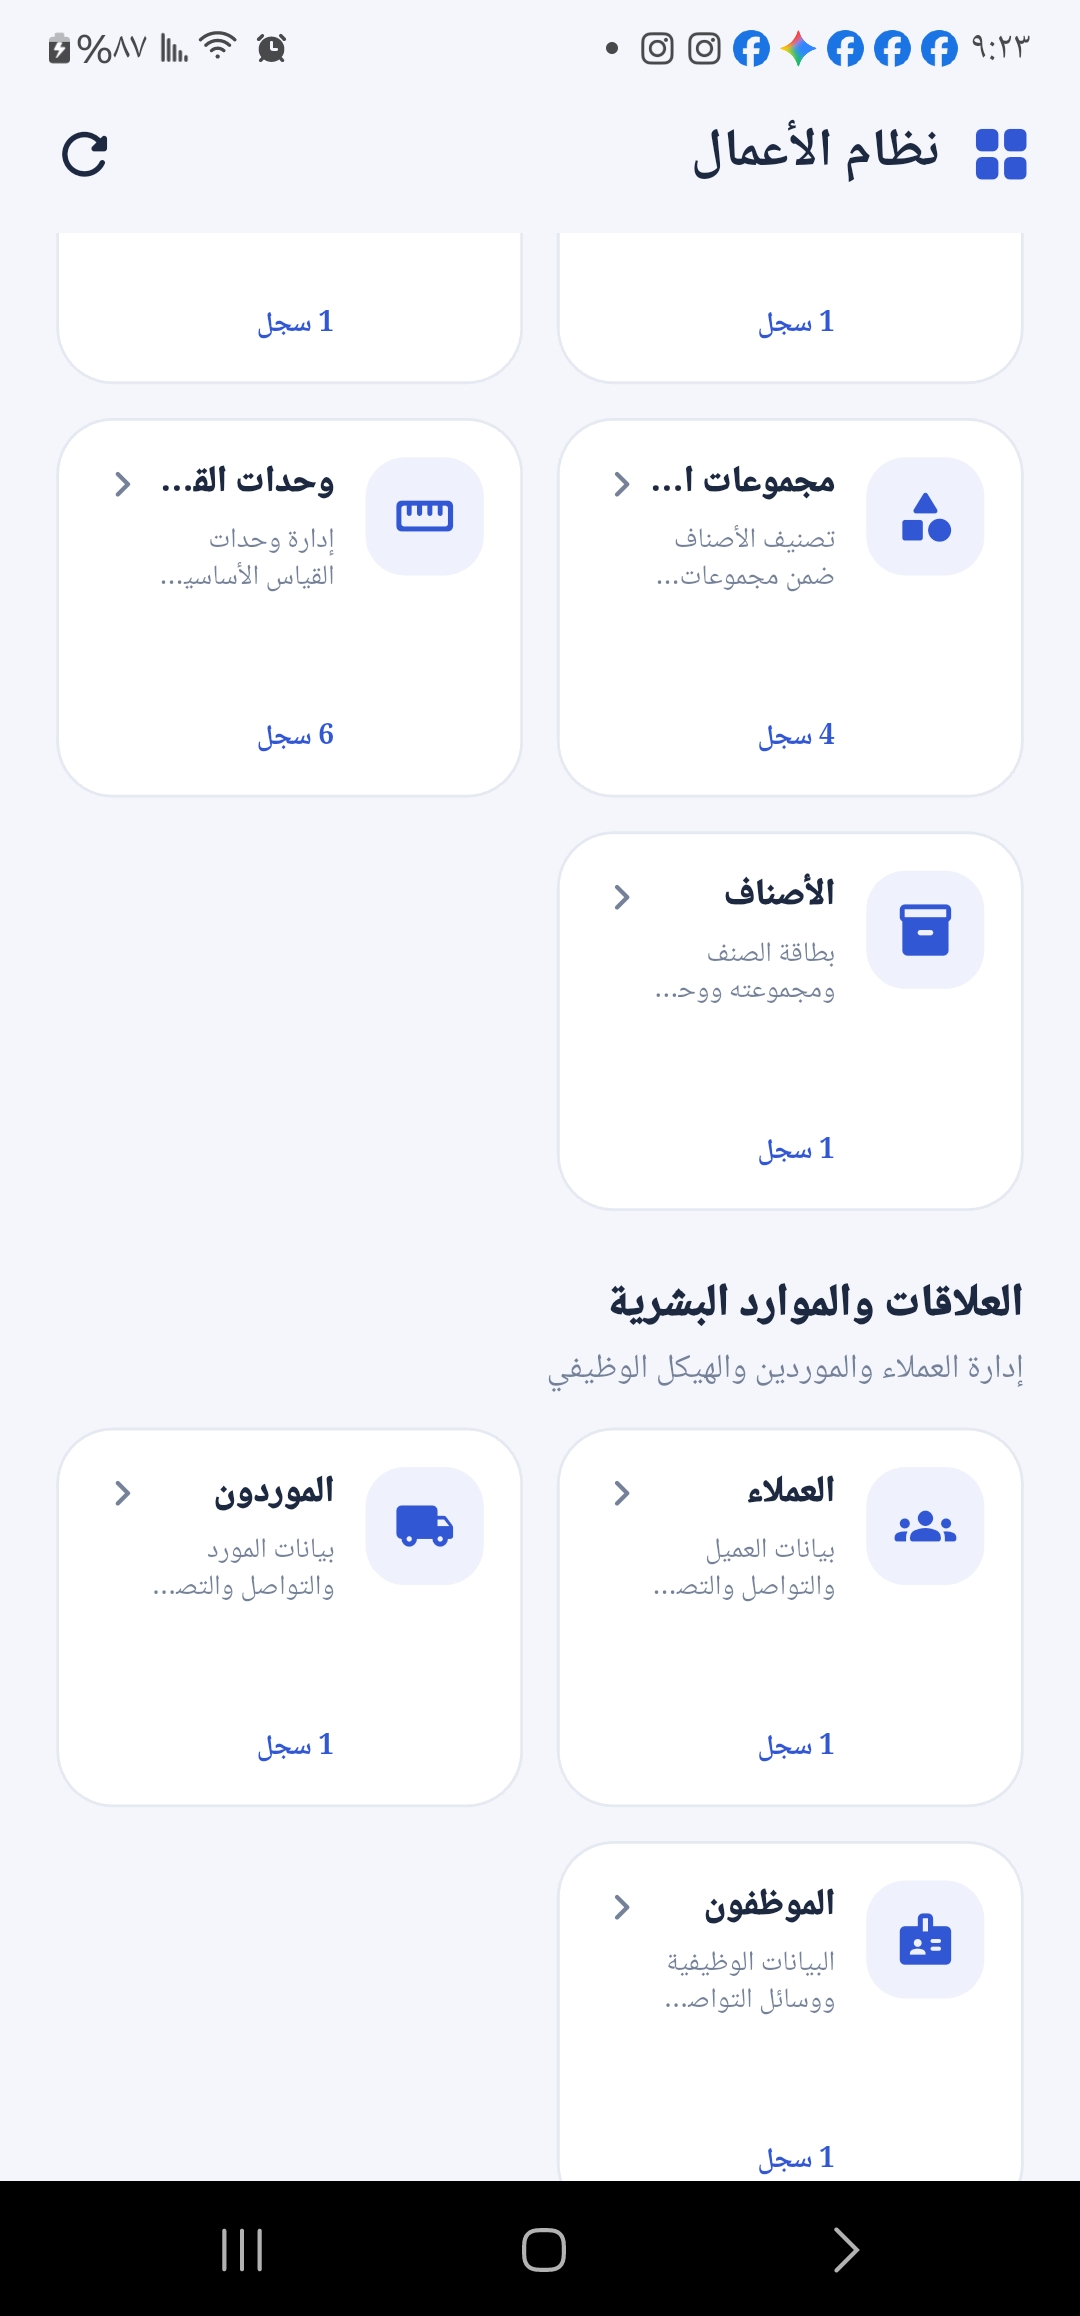 ٩:٢٣
%٨٧
نظام الأعمال
1 سجل
1 سجل
مجموعات ا...
تصنيف الأصناف
ضمن مجموعات...
4 سجل
وحدات الق...
إدارة وحدات
القياس الأساسي...
6 سجل
الأصناف
بطاقة الصنف
ومجموعته ووح...
1 سجل
العلاقات والموارد البشرية
إدارة العملاء والموردين والهيكل الوظيفي
العملاء
بيانات العميل
والتواصل والتص...
1 سجل
الموردون
بيانات المورد
والتواصل والتص...
1 سجل
الموظفون
البيانات الوظيفية
ووسائل التواص...
1 سجل